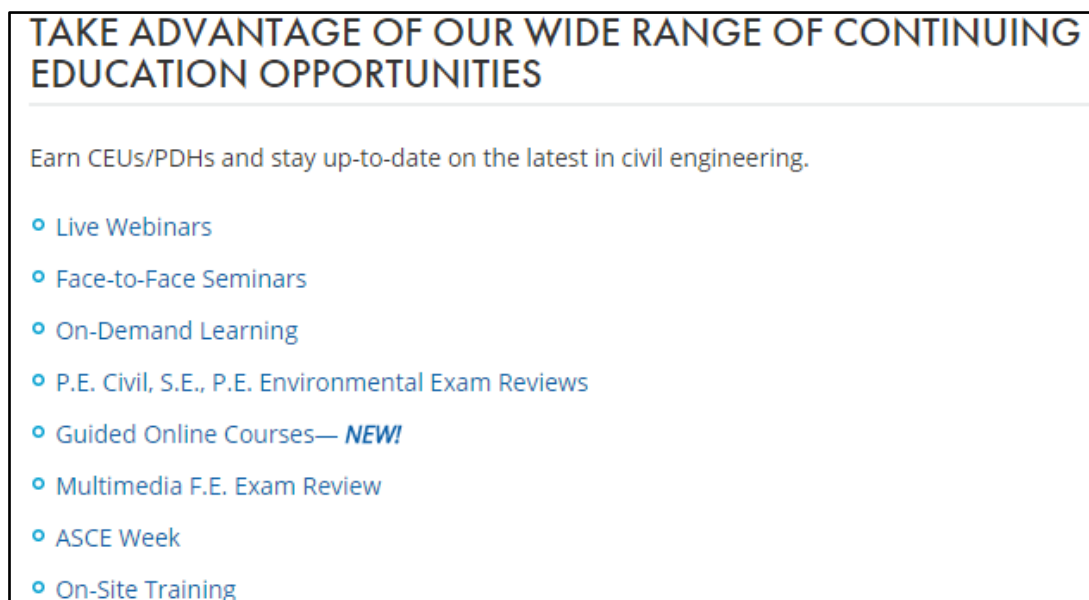 TAKE ADVANTAGE OF OUR WIDE RANGE OF CONTINUING
EDUCATION OPPORTUNITIES
Earn CEUs/PDHs and stay up-to-date on the latest in civil engineering.
Live Webinars
Face-to-Face Seminars
On-Demand Learning
P.E. Civil, S.E., P.E. Environmental Exam Reviews
Guided Online Courses— NEW!
Multimedia F.E. Exam Review
ASCE Week
On-Site Training